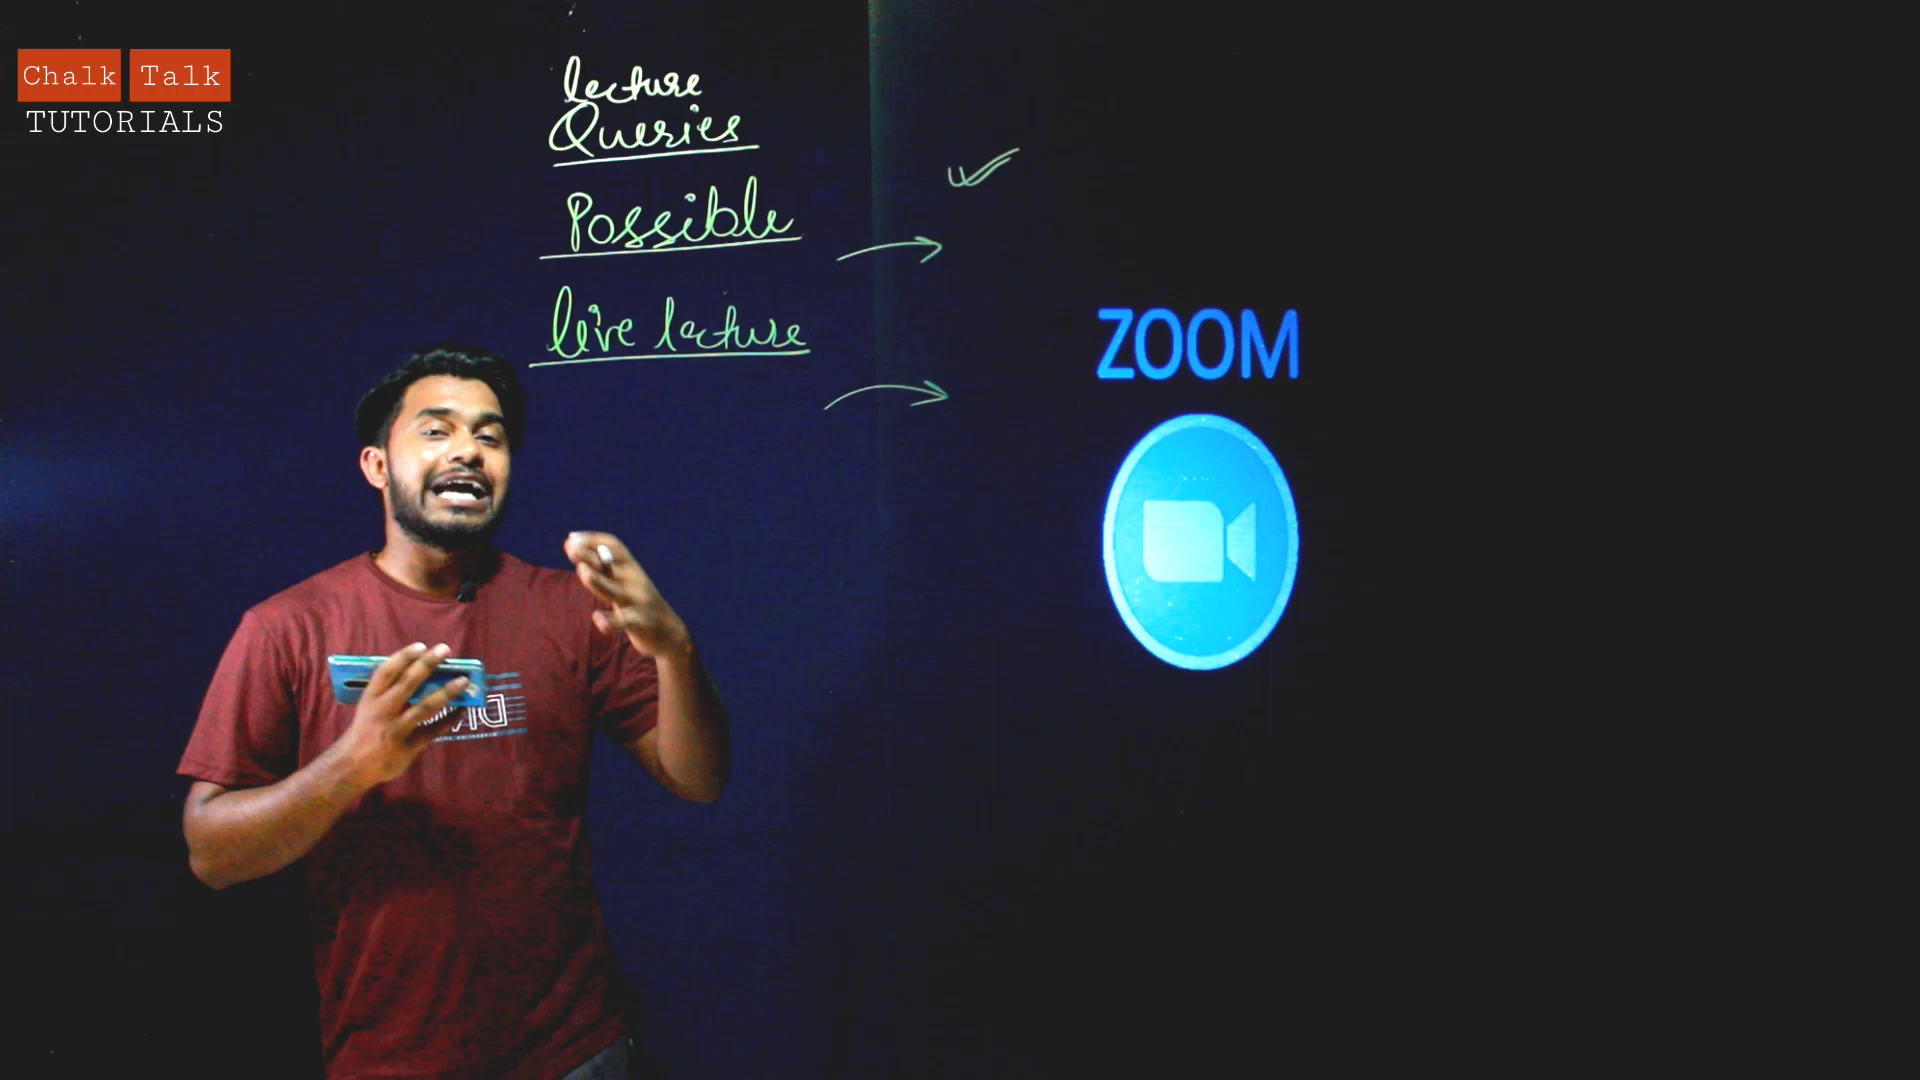 Chalk Talk
TUTORIALS
lecture
Queries
Possible
live lecture
ZOOM